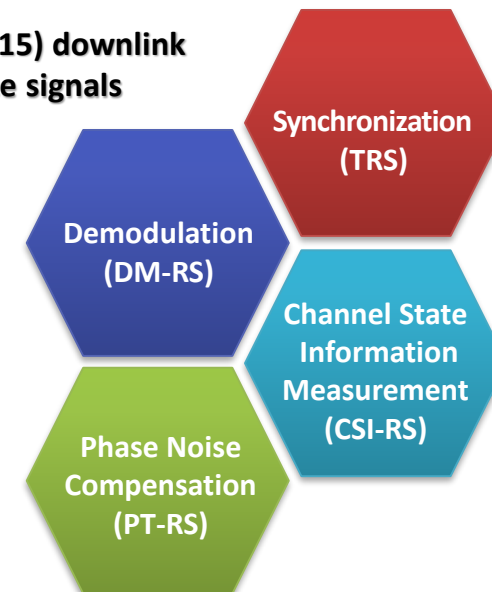 15) downlink
e signals
Synchronization
(TRS)
Demodulation
(DM-RS)
Channel State
Information
Measurement
(CSI-RS)
Phase Noise
Compensation
(PT-RS)